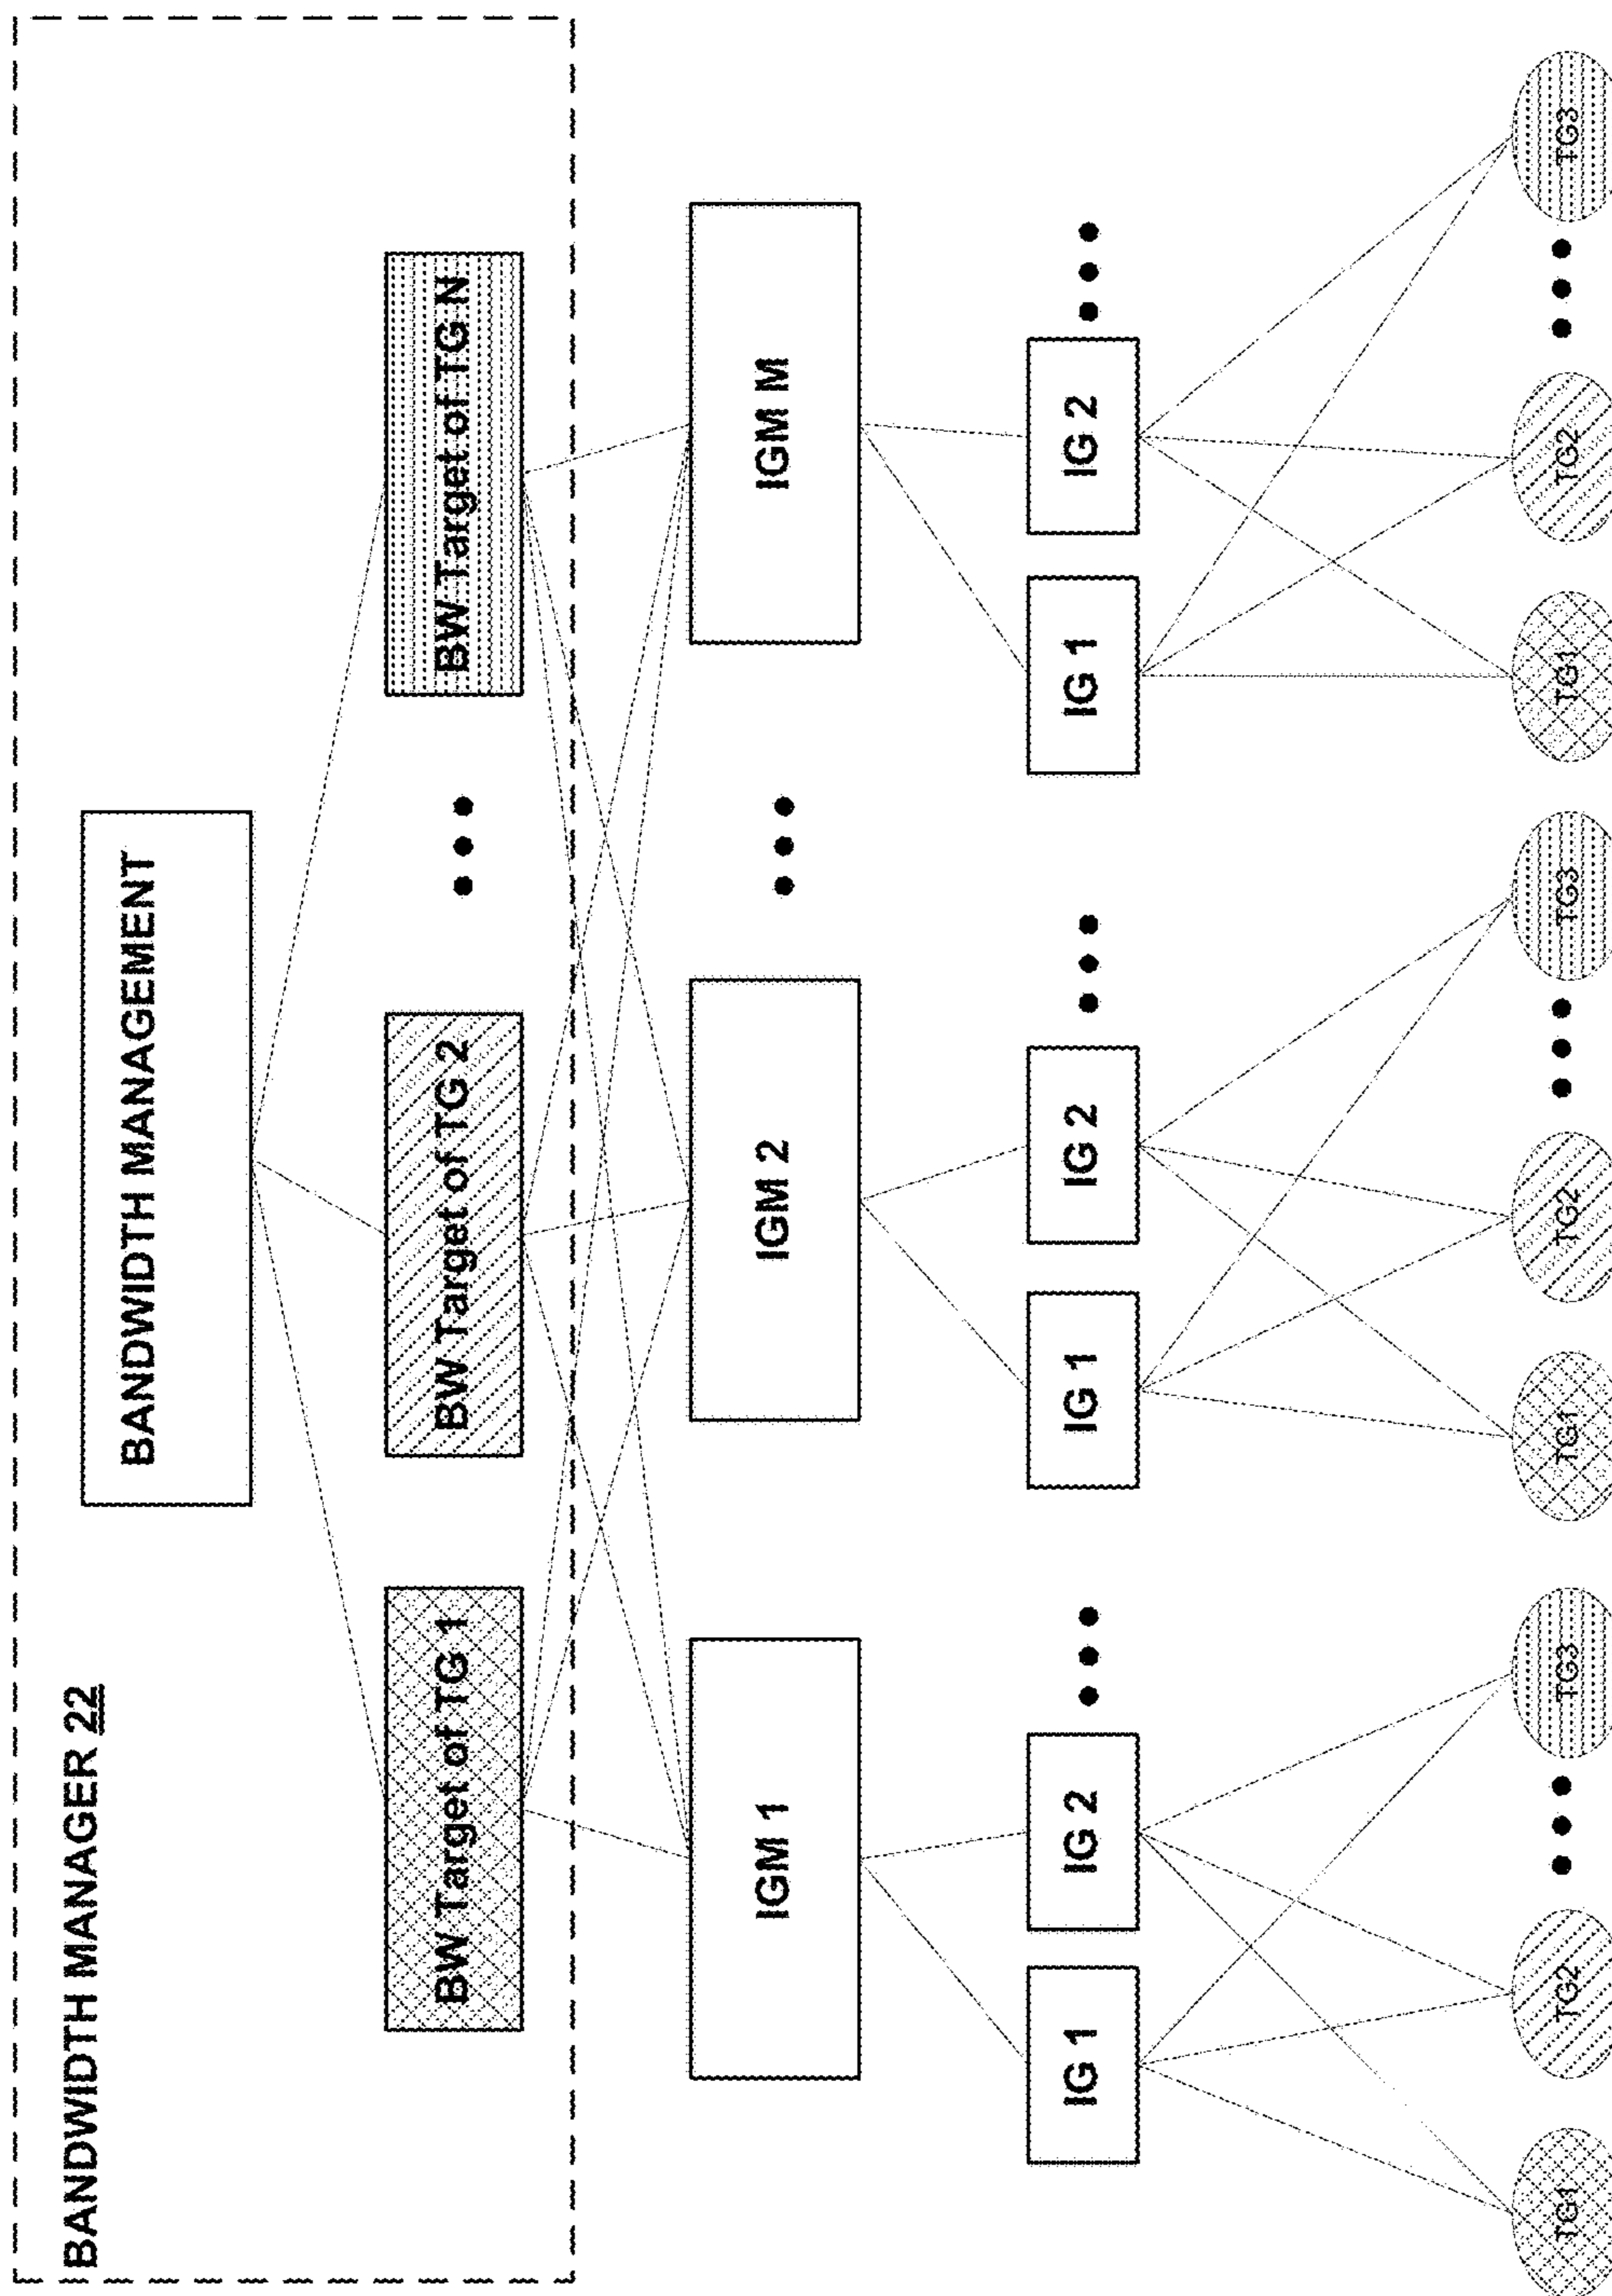 BANDWIDTH MANAGER 22
BANDWIDTH MANAGEMENT
BW Target of TG 1
BW Target of TG 2
BW Target of TG N
IGM 1
IGM 2
IGM M
IG 1
IG 2
IG 1
IG 2
IG 1
IG 2
TG1
TG2
TG3
TG1
TG2
TG3
TG1
TG2
TG3